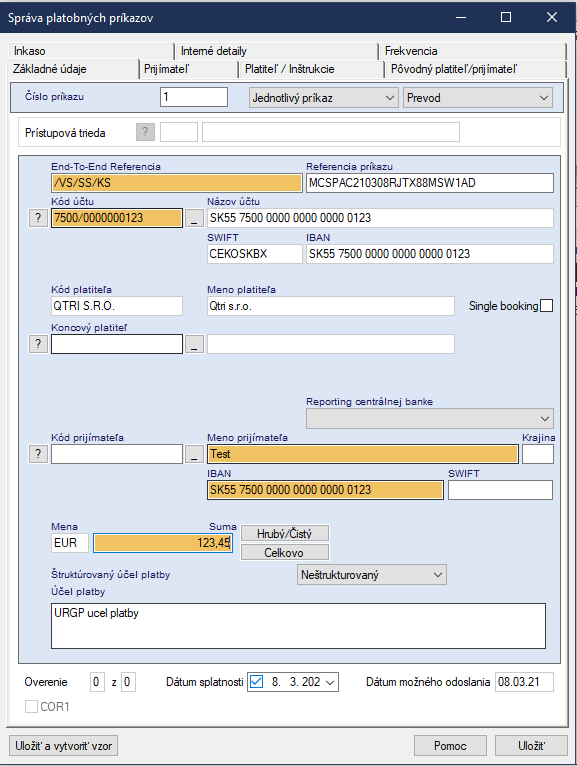 Správa platobných príkazov
Inkaso Interné detaily Frekvencia
Základné údaje Prijímateľ Platiteľ / Inštrukcie Pôvodný platiteľ/prijímateľ
Číslo príkazu 1 Jednotlivý príkaz Prevod
Prístupová trieda ?
End-To-End Referencia Referencia príkazu
/VS/SS/KS MCSPAC210308RJTX88MSW1AD
Kód účtu Názov účtu
? 7500/0000000123 _ SK55 7500 0000 0000 0000 0123
SWIFT IBAN
CEKOSKBX SK55 7500 0000 0000 0000 0123
Kód platiteľa Meno platiteľa
QTRI S.R.O. Qtri s.r.o. Single booking
Koncový platiteľ
? _
Reporting centrálnej banke
Kód prijímateľa Meno prijímateľa Krajina
? _ Test
IBAN SWIFT
SK55 7500 0000 0000 0000 0123
Mena Suma
EUR 123,45 Hrubý/Čistý
Celkovo
Štruktúrovaný účel platby Neštrukturovaný
Účel platby
URGP ucel platby
Overenie 0 z 0 Dátum splatnosti 8. 3. 202 Dátum možného odoslania 08.03.21
COR1
Uložiť a vytvoriť vzor Pomoc Uložiť